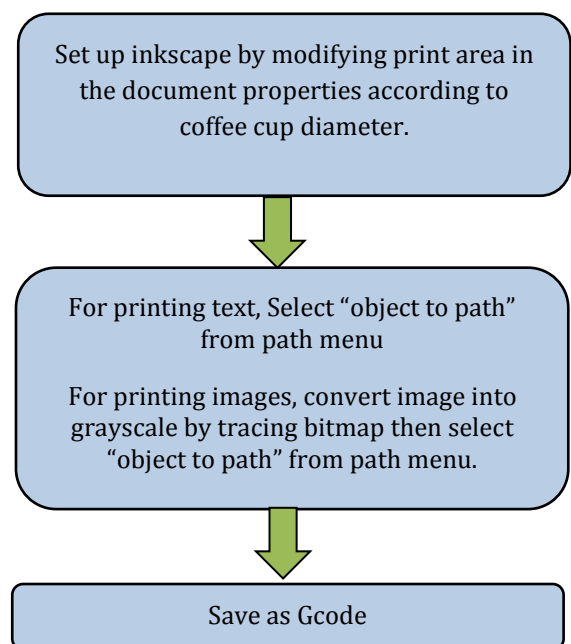 Set up inkscape by modifying print area in
the document properties according to
coffee cup diameter.
For printing text, Select “object to path”
from path menu
For printing images, convert image into
grayscale by tracing bitmap then select
“object to path” from path menu.
Save as Gcode